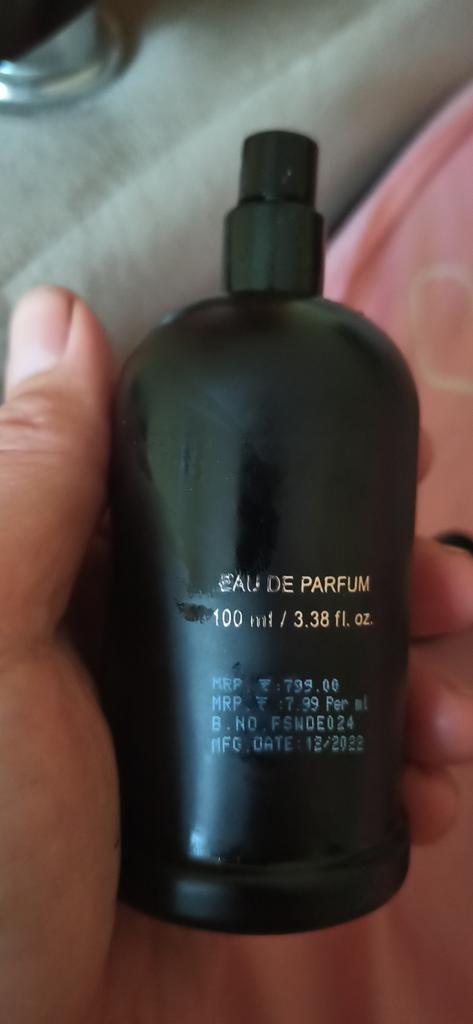 EAU DE PARFUM
100 ml / 3.38 fl. oz.
MRP. ₹ :799.00
MRP. ₹ :7.99 Per ml
B.NO.FSWDE024
MFG.DATE:12/2022